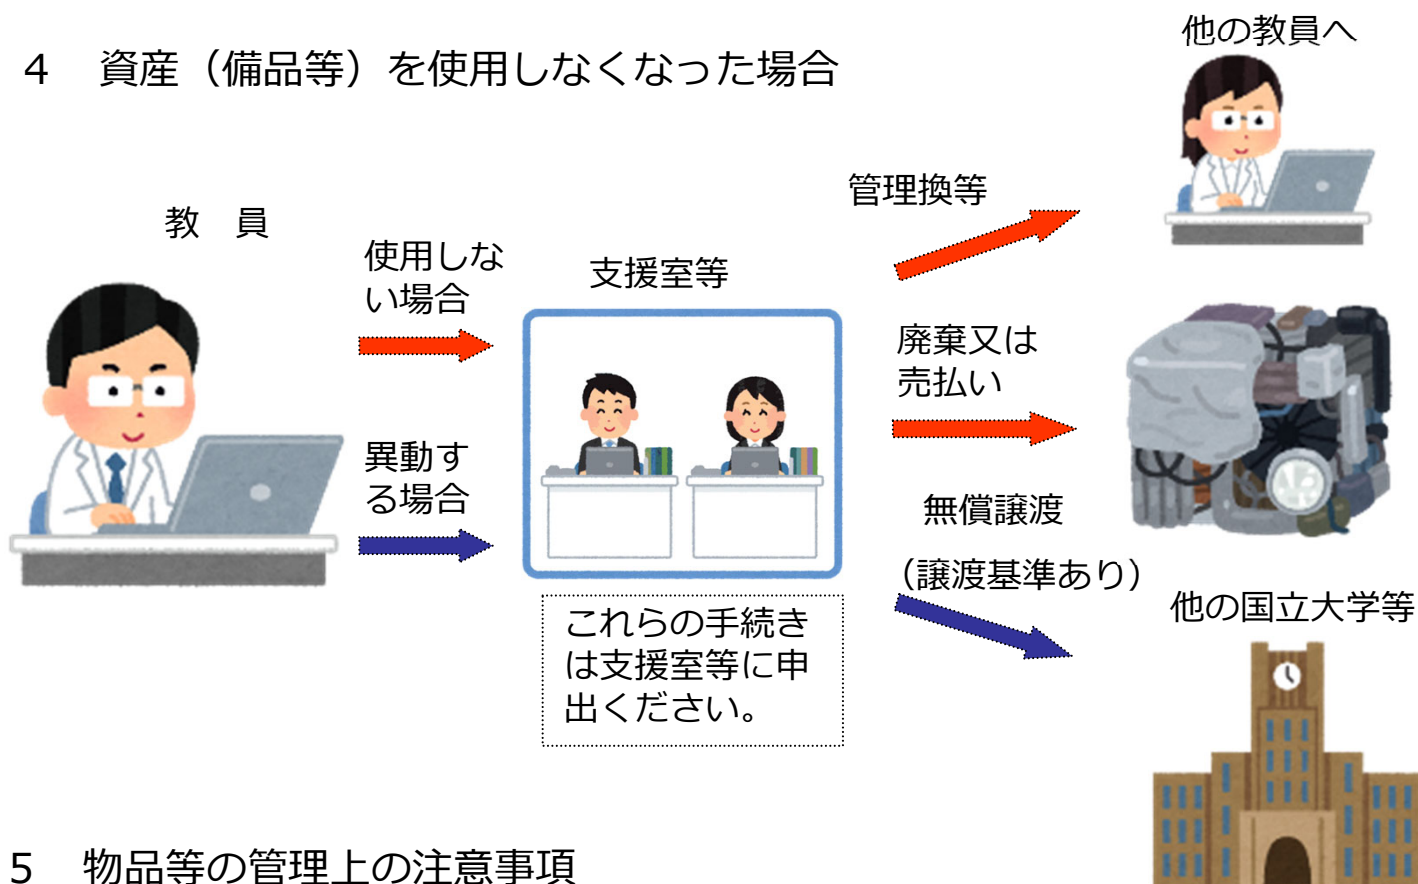 4　資産（備品等）を使用しなくなった場合
他の教員へ
管理換等
教　員
使用しな
い場合
支援室等
廃棄又は
売払い
異動す
る場合
無償譲渡
（譲渡基準あり）
他の国立大学等
これらの手続き
は支援室等に申
出ください。
5　物品等の管理上の注意事項